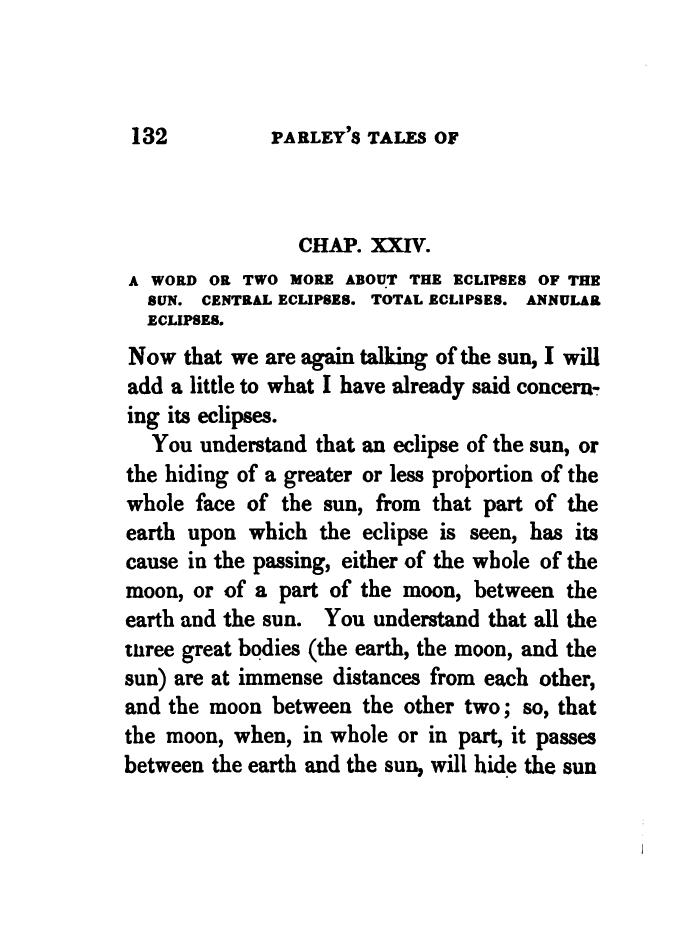 132 PARLEY'S TALES OF
CHAP. XXIV.
A WORD OR TWO MORE ABOUT THE ECLIPSES OF THE
SUN. CENTRAL ECLIPSES. TOTAL ECLIPSES. ANNULAR
ECLIPSES.
Now that we are again talking of the sun, I will
add a little to what I have already said concern-
ing its eclipses.
You understand that an eclipse of the sun, or
the hiding of a greater or less proportion of the
whole face of the sun, from that part of the
earth upon which the eclipse is seen, has its
cause in the passing, either of the whole of the
moon, or of a part of the moon, between the
earth and the sun. You understand that all the
three great bodies (the earth, the moon, and the
sun) are at immense distances from each other,
and the moon between the other two; so, that
the moon, when, in whole or in part, it passes
between the earth and the sun, will hide the sun